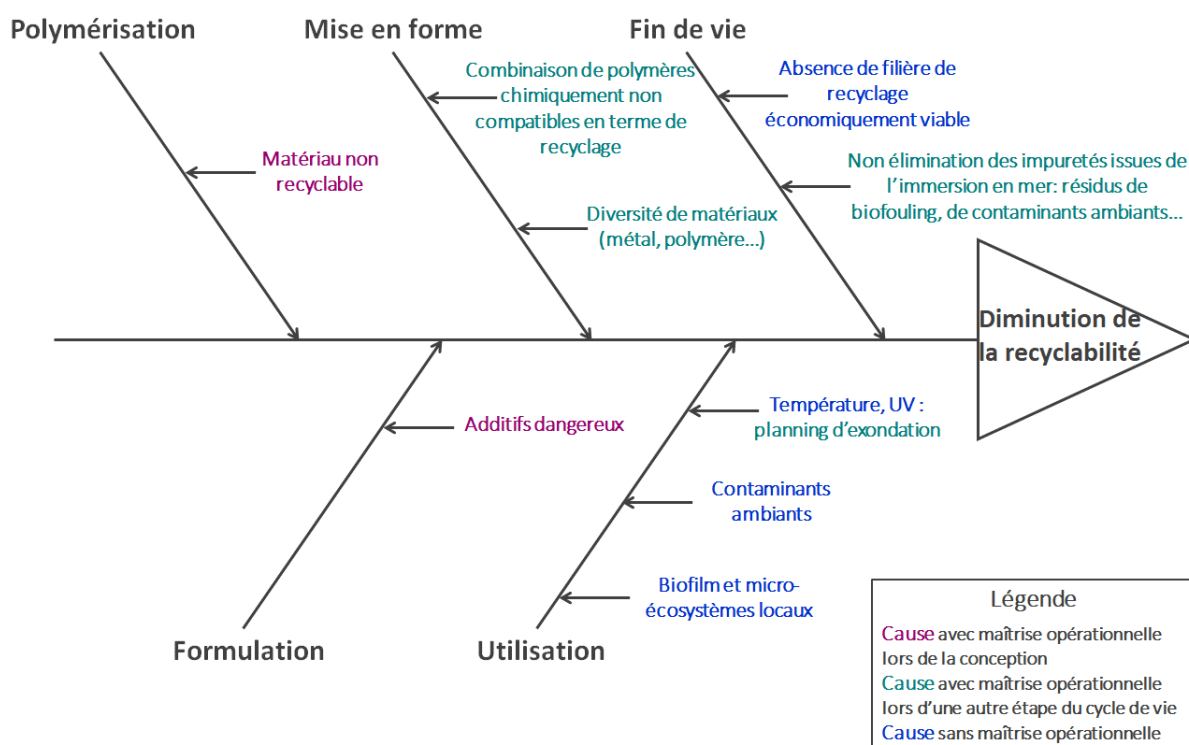 Polymérisation
Mise en forme
Fin de vie
Combinaison de polymères
chimiquement non
compatibles en terme de
recyclage
Absence de filière de
recyclage
économiquement viable
Matériau non
recyclable
Non élimination des impuretés issues de
l'immersion en mer: résidus de
biofouling, de contaminants ambiants...
Diversité de matériaux
(métal, polymère...)
Diminution de
la recyclabilité
Additifs dangereux
Température, UV :
planning d'exondation
Contaminants
ambiants
Biofilm et micro-
écosystèmes locaux
Formulation
Utilisation
Légende
Cause avec maîtrise opérationnelle
lors de la conception
Cause avec maîtrise opérationnelle
lors d'une autre étape du cycle de vie
Cause sans maîtrise opérationnelle